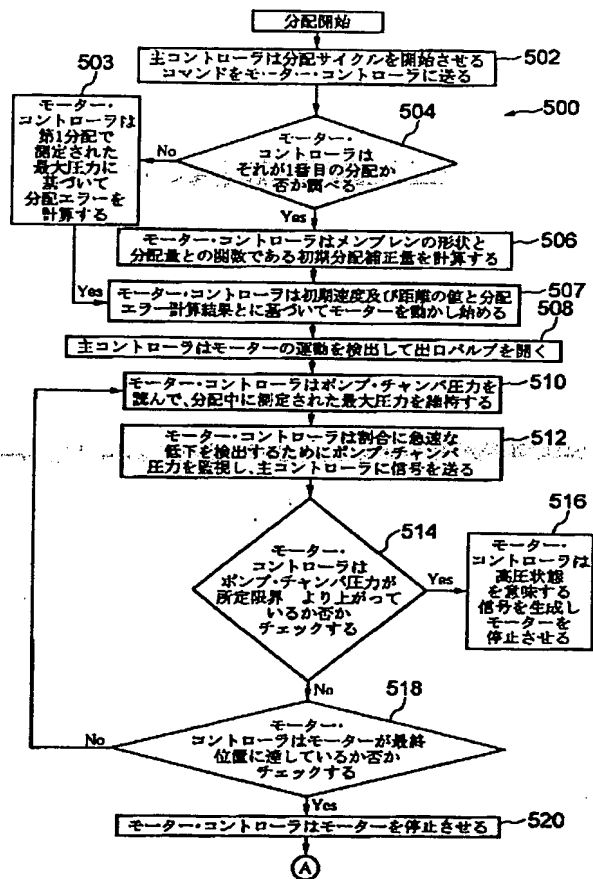 分配開始
主コントローラは分配サイクルを開始させる
コマンドをモーター・コントローラに送る
502
500
503
モーター・
コントローラは
第1分配で
測定された
最大圧力に
基づいて
分配エラーを
計算する
504
モーター・
コントローラは
それが1番目の分配か
否か調べる
No
Yes
モーター・コントローラはメンブレンの形状と
分配量との関数である初期分配補正量を計算する
506
Yes
モーター・コントローラは初期速度及び距離の値と分配
エラー計算結果とに基づいてモーターを動かし始める
507
508
主コントローラはモーターの運動を検出して出口バルブを開く
モーター・コントローラはポンプ・チャンバ圧力を
読んで、分配中に測定された最大圧力を維持する
510
モーター・コントローラは割合に急速な
低下を検出するためにポンプ・チャンバ
圧力を監視し、主コントローラに信号を送る
512
514
モーター・
コントローラは
ポンプ・チャンバ圧力が
所定限界 より上がって
いるか否か
チェックする
Yes
No
516
モーター・
コントローラは
高圧状態
を意味する
信号を生成し
モーターを
停止させる
518
モーター・
コントローラはモーターが最終
位置に達しているか否か
チェックする
No
Yes
モーター・コントローラはモーターを停止させる
520
A